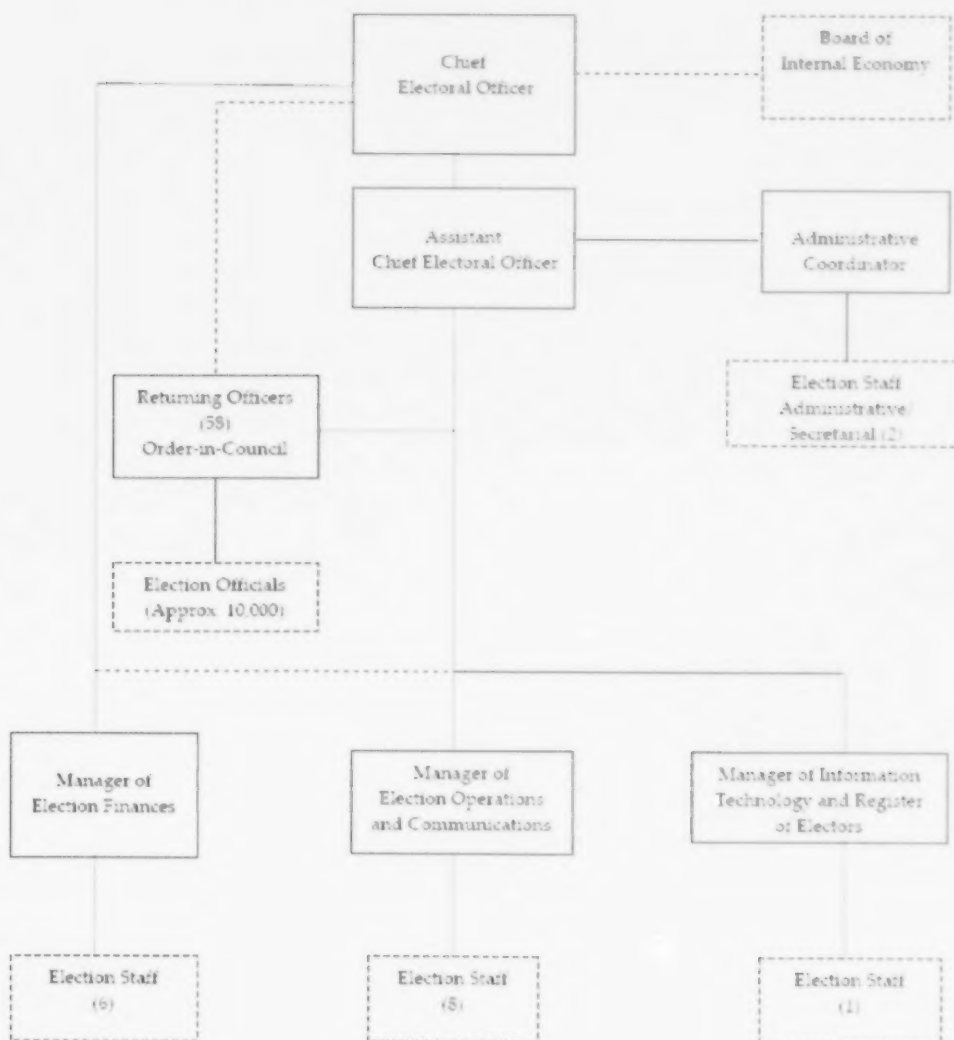 Chief
Electoral Officer
Board of
Internal Economy
Assistant
Chief Electoral Officer
Administrative
Coordinator
Returning Officers
(58)
Order-in-Council
Election Staff
Administrative/
Secretarial (2)
Election Officials
(Approx. 10,000)
Manager of
Election Finances
Manager of
Election Operations
and Communications
Manager of Information
Technology and Register
of Electors
Election Staff
(6)
Election Staff
(8)
Election Staff
(1)